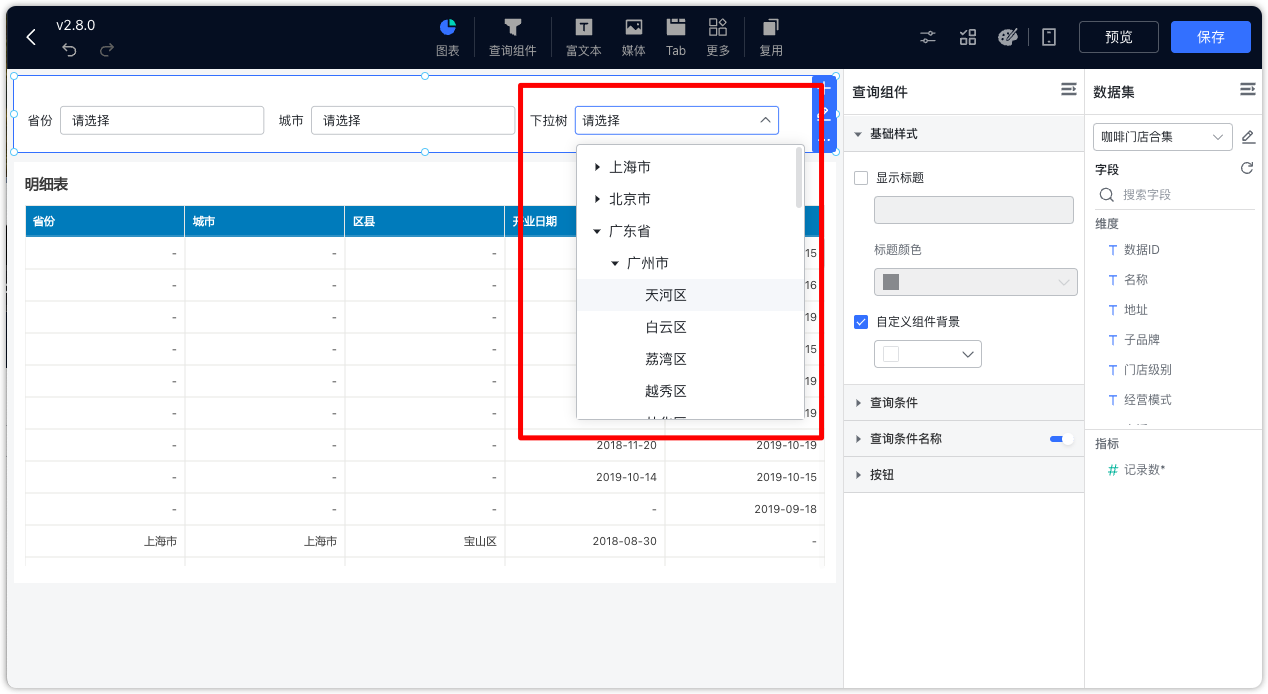 v2.8.0
图表
查询组件
富文本
媒体
Tab
更多
复用
预览
保存
省份
请选择
城市
请选择
下拉树
请选择
上海市
北京市
广东省
广州市
天河区
白云区
荔湾区
越秀区
明细表
省份 城市 区县 开业日期
- - - 15
- - - 16
- - - 19
- - - 15
- - - 19
- - - 19
- - - 2018-11-20 2019-10-19
- - - 2019-10-14 2019-10-15
- - - - 2019-09-18
上海市 上海市 宝山区 2018-08-30 -
查询组件
基础样式
显示标题
标题颜色
自定义组件背景
查询条件
查询条件名称
按钮
数据集
咖啡门店合集
字段
搜索字段
维度
T 数据ID
T 名称
T 地址
T 子品牌
T 门店级别
T 经营模式
指标
# 记录数*